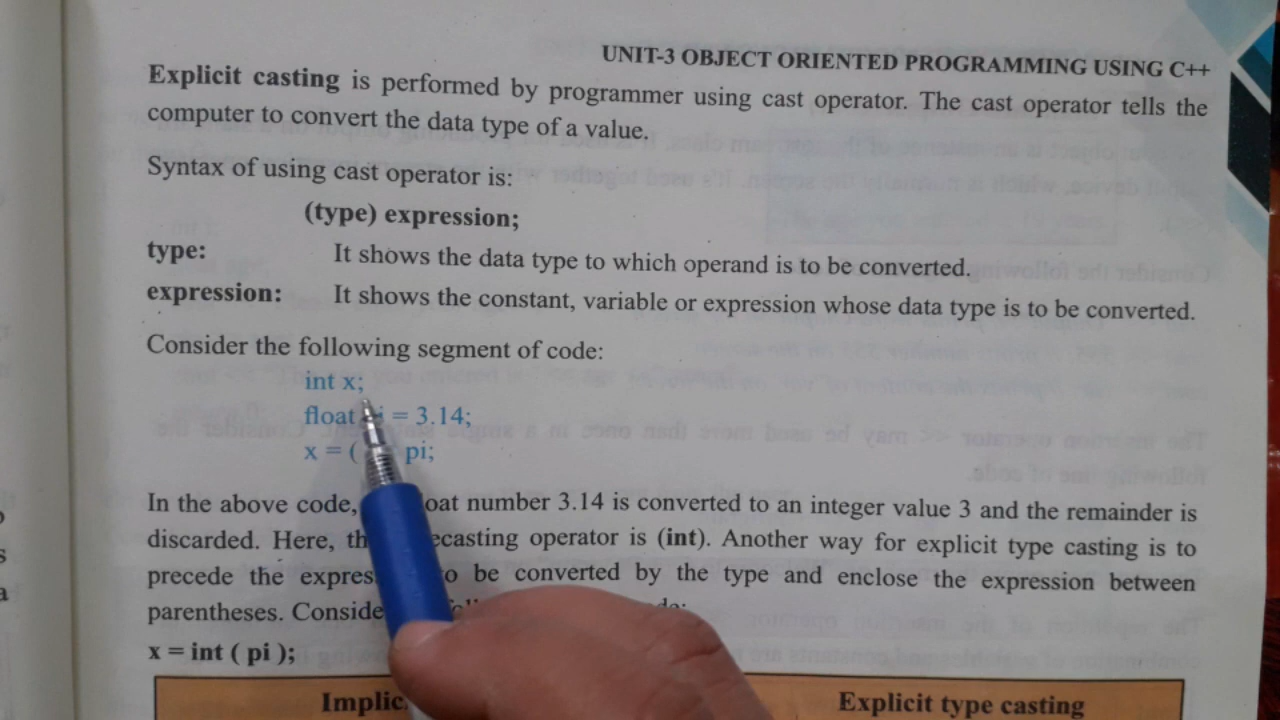 UNIT-3 OBJECT ORIENTED PROGRAMMING USING C++
Explicit casting is performed by programmer using cast operator. The cast operator tells the
computer to convert the data type of a value.
Syntax of using cast operator is:
(type) expression;
type: It shows the data type to which operand is to be converted.
expression: It shows the constant, variable or expression whose data type is to be converted.
Consider the following segment of code:
int x;
float = 3.14;
x = ( pi;
In the above code, number 3.14 is converted to an integer value 3 and the remainder is
discarded. Here, operator is (int). Another way for explicit type casting is to
precede the to be converted by the type and enclose the expression between
parentheses.
x = int ( pi );
Explicit type casting